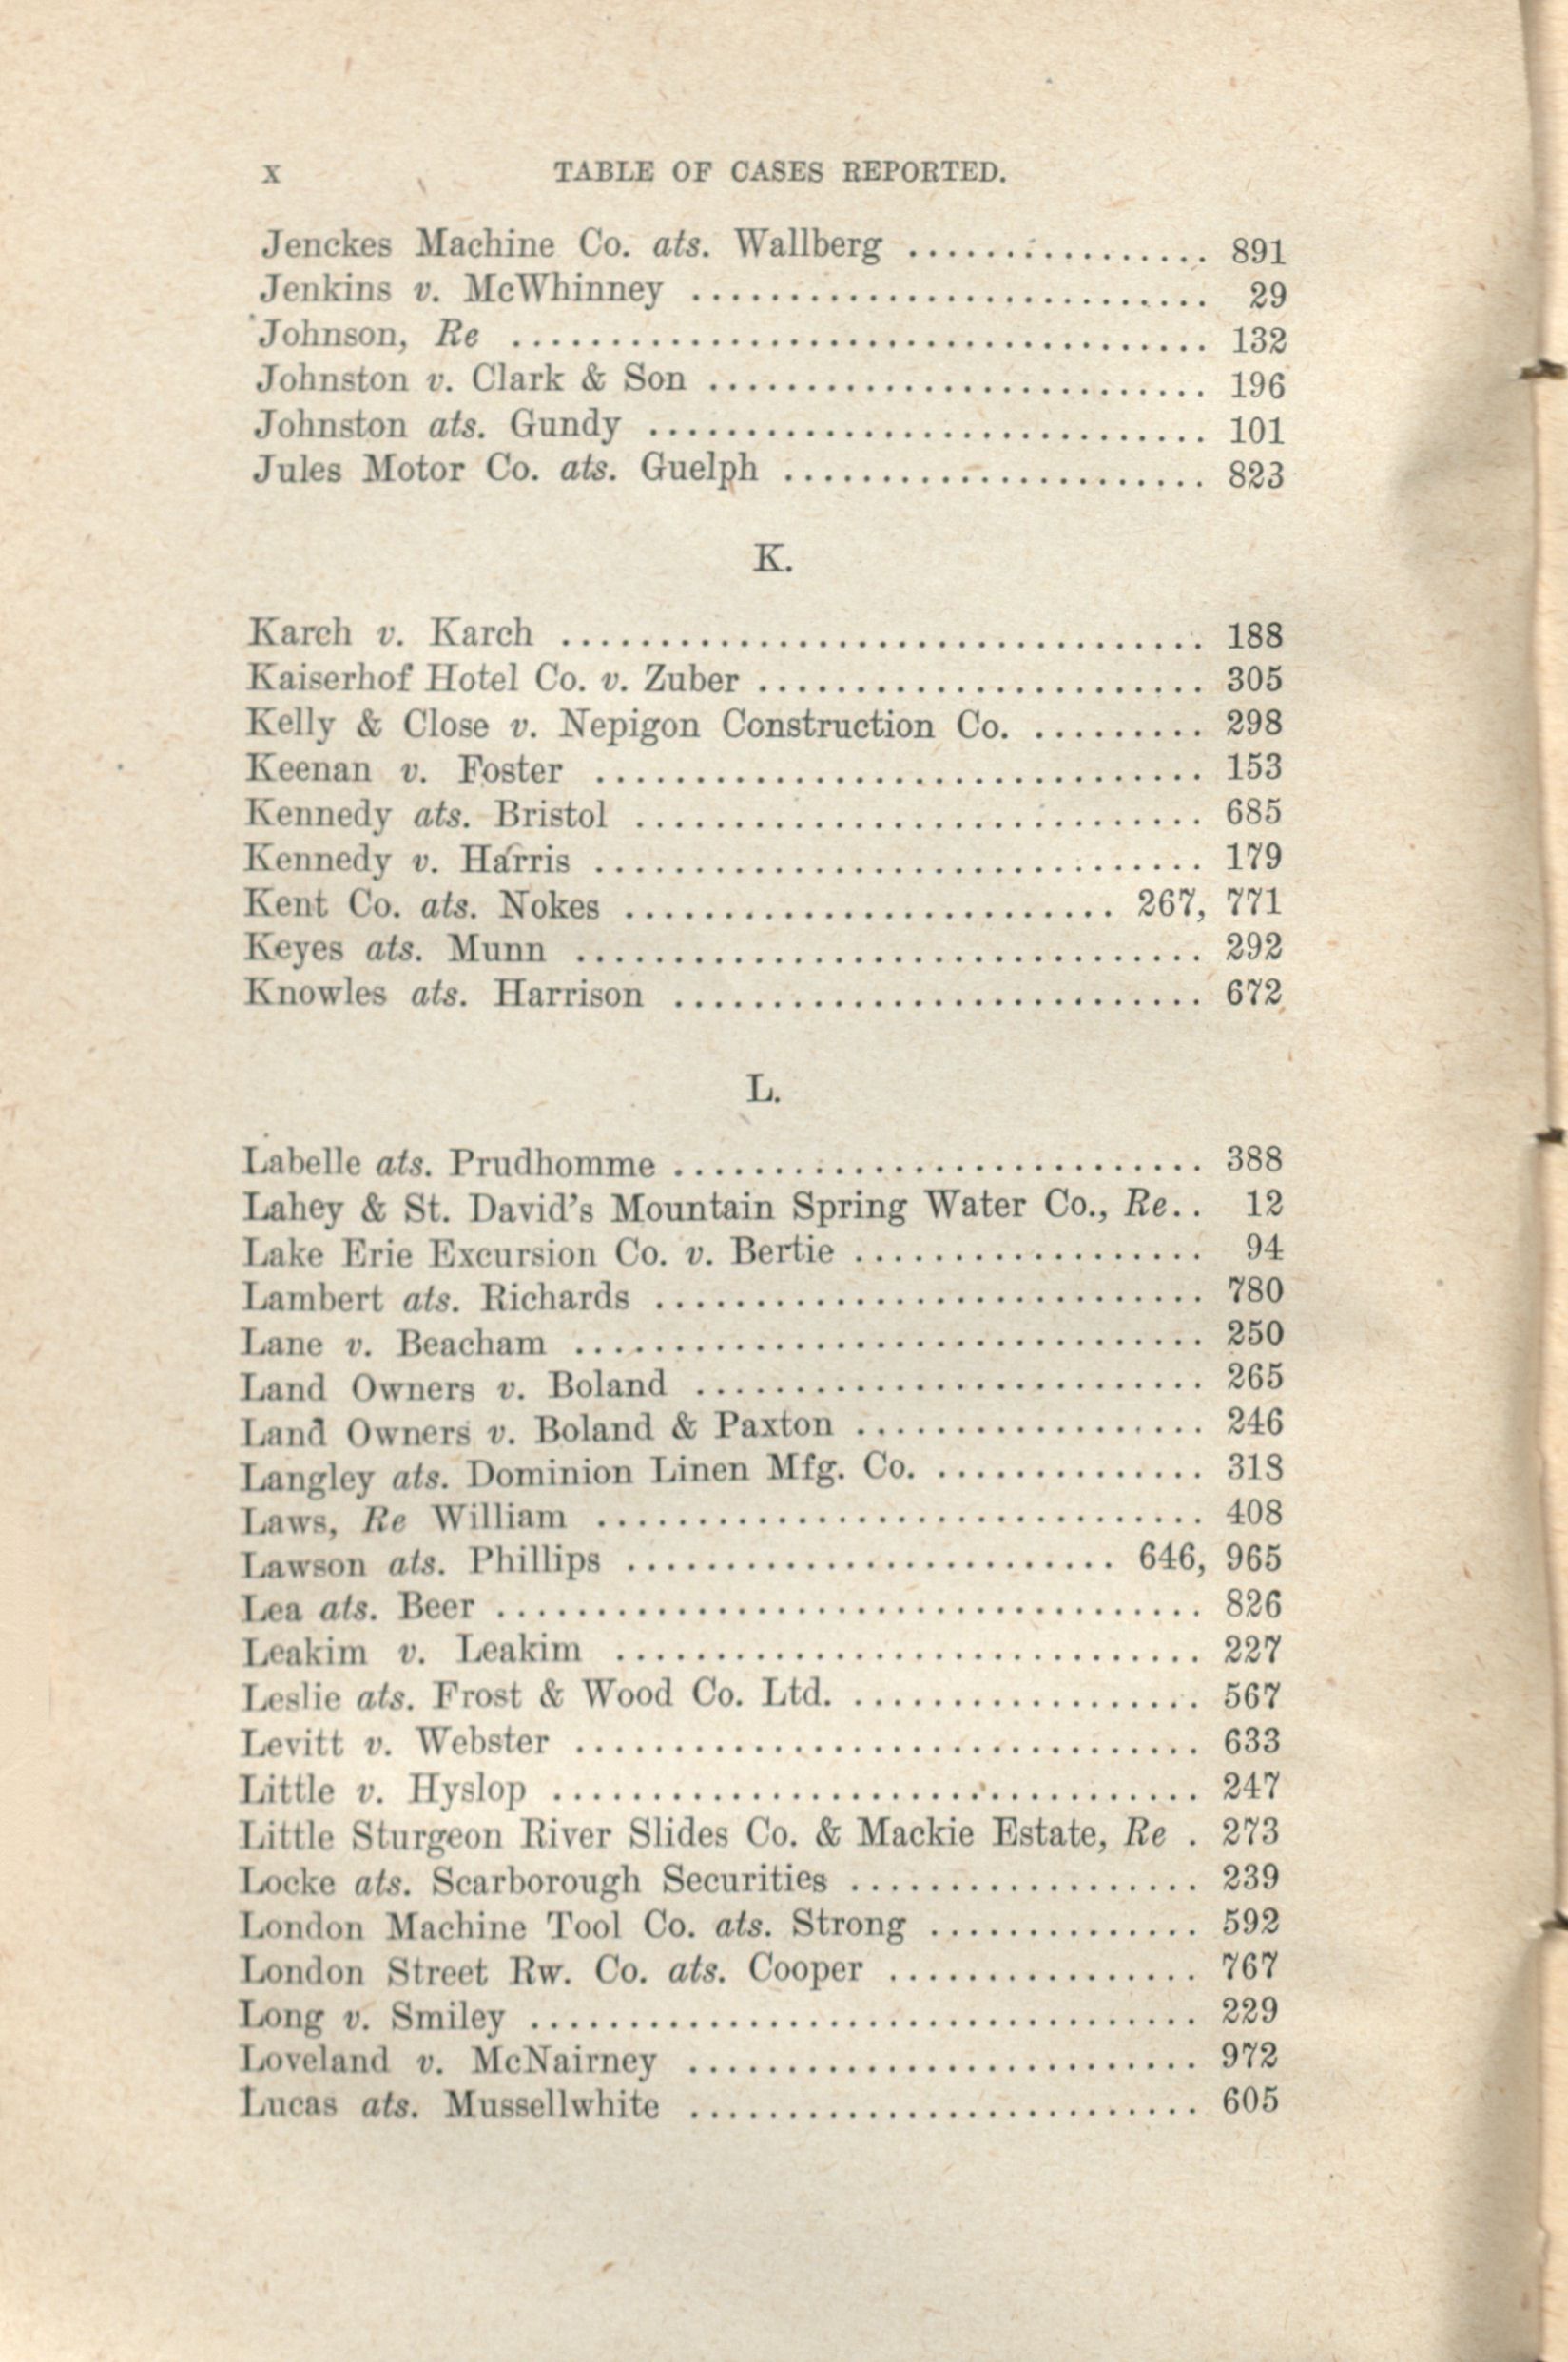 x TABLE OF CASES REPORTED.
Jenckes Machine Co. ats. Wallberg ................ 891
Jenkins v. McWhinney .......................... 29
Johnson, Re ................................... 132
Johnston v. Clark & Son ......................... 196
Johnston ats. Gundy ............................ 101
Jules Motor Co. ats. Guelph ..................... 823
K.
Karch v. Karch ................................ 188
Kaiserhof Hotel Co. v. Zuber ...................... 305
Kelly & Close v. Nepigon Construction Co. ......... 298
Keenan v. Foster ............................... 153
Kennedy ats. Bristol ............................. 685
Kennedy v. Harris ............................... 179
Kent Co. ats. Nokes ......................... 267, 771
Keyes ats. Munn ................................ 292
Knowles ats. Harrison ........................... 672
L.
Labelle ats. Prudhomme ........................... 388
Lahey & St. David's Mountain Spring Water Co., Re.. 12
Lake Erie Excursion Co. v. Bertie .................. 94
Lambert ats. Richards ............................ 780
Lane v. Beacham ................................ 250
Land Owners v. Boland .......................... 265
Land Owners v. Boland & Paxton .................. 246
Langley ats. Dominion Linen Mfg. Co. .............. 318
Laws, Re William ............................... 408
Lawson ats. Phillips ......................... 646, 965
Lea ats. Beer .................................... 826
Leakim v. Leakim .............................. 227
Leslie ats. Frost & Wood Co. Ltd. .................. 567
Levitt v. Webster ................................ 633
Little v. Hyslop ................................. 247
Little Sturgeon River Slides Co. & Mackie Estate, Re . 273
Locke ats. Scarborough Securities .................. 239
London Machine Tool Co. ats. Strong .............. 592
London Street Rw. Co. ats. Cooper ................ 767
Long v. Smiley .................................. 229
Loveland v. McNairney .......................... 972
Lucas ats. Mussellwhite .......................... 605